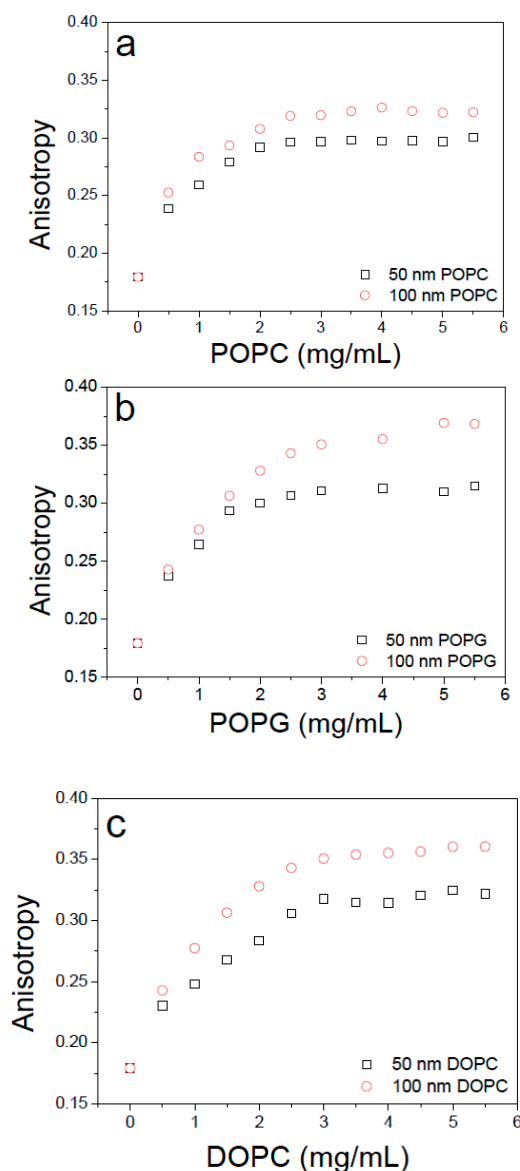 a
0.40
0.35
0.30
0.25
0.20
0.15
Anisotropy
50 nm POPC
100 nm POPC
0 1 2 3 4 5 6
POPC (mg/mL)
b
0.40
0.35
0.30
0.25
0.20
0.15
Anisotropy
50 nm POPG
100 nm POPG
0 1 2 3 4 5 6
POPG (mg/mL)
c
0.40
0.35
0.30
0.25
0.20
0.15
Anisotropy
50 nm DOPC
100 nm DOPC
0 1 2 3 4 5 6
DOPC (mg/mL)